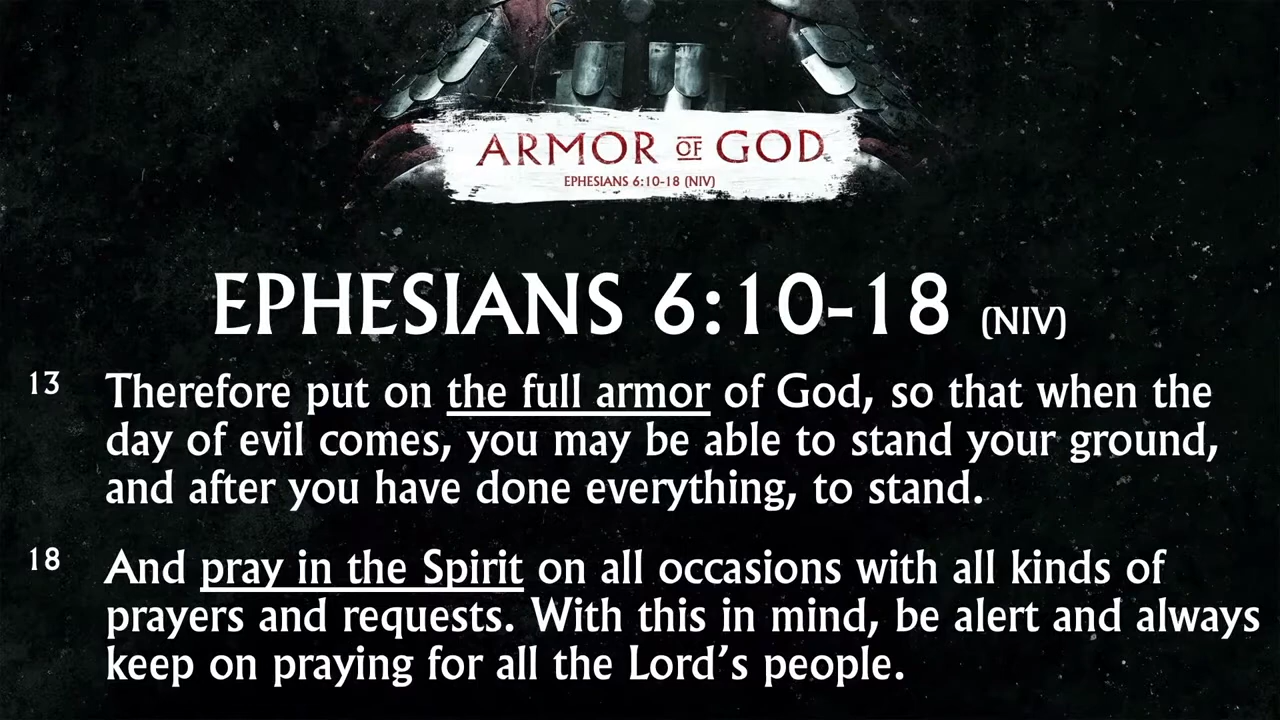 ARMOR OF GOD
EPHESIANS 6:10-18 (NIV)
EPHESIANS 6:10-18 (NIV)
13 Therefore put on the full armor of God, so that when the
day of evil comes, you may be able to stand your ground,
and after you have done everything, to stand.
18 And pray in the Spirit on all occasions with all kinds of
prayers and requests. With this in mind, be alert and always
keep on praying for all the Lord’s people.